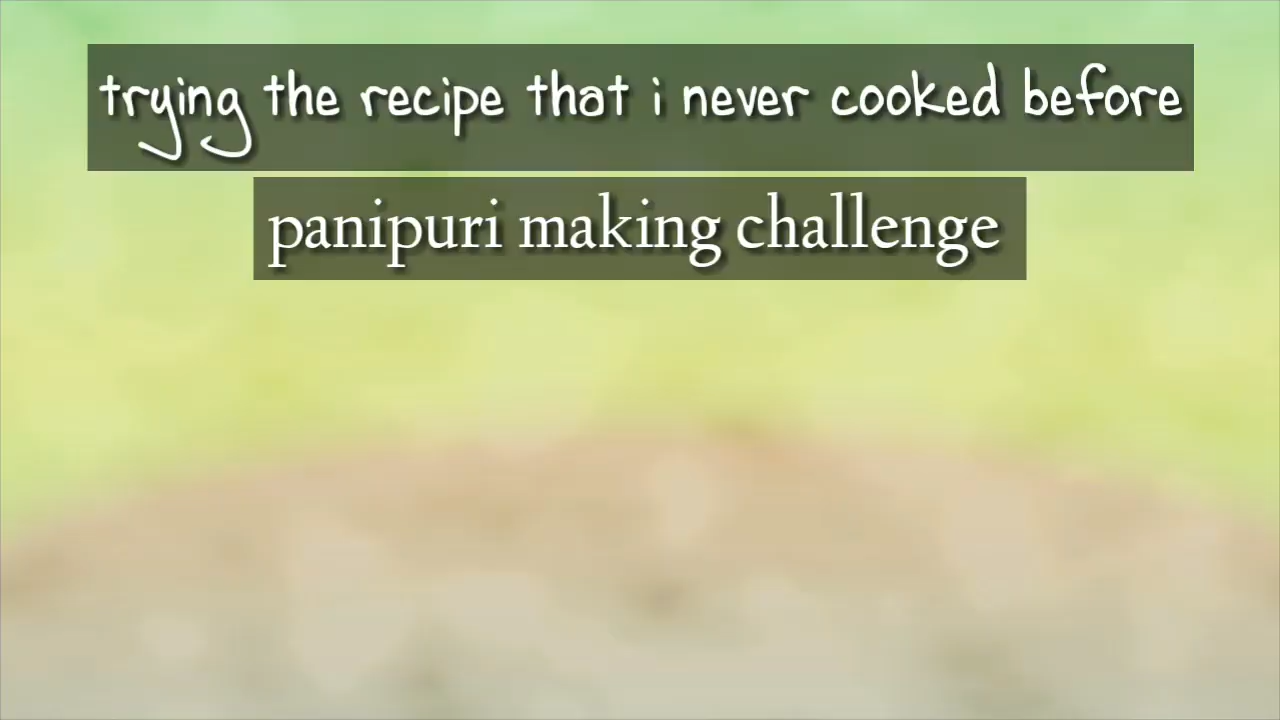 trying the recipe that i never cooked before
panipuri making challenge